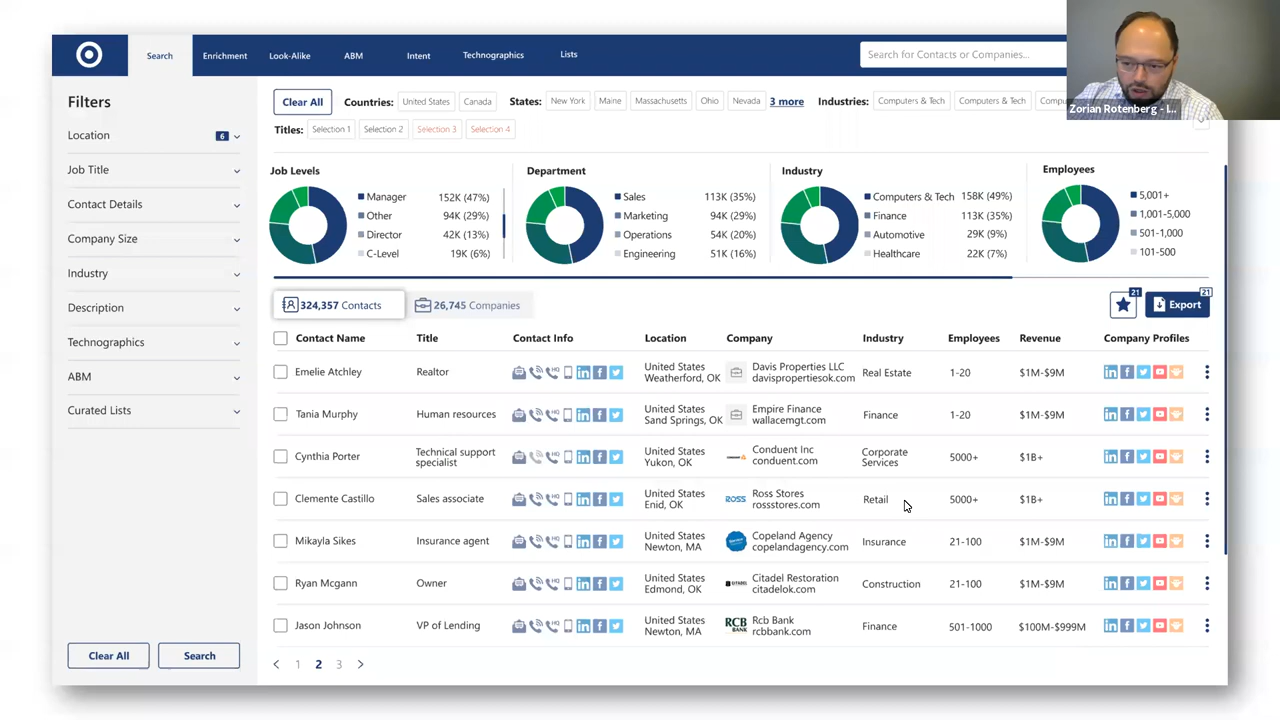 Search
Enrichment
Look-Alike
ABM
Intent
Technographics
Lists
Search for Contacts or Companies...
Zorian Rotenberg - I...
Filters
Location
6
Job Title
Contact Details
Company Size
Industry
Description
Technographics
ABM
Curated Lists
Clear All
Search
Clear All
Countries: United States Canada
States: New York Maine Massachusetts Ohio Nevada 3 more
Industries: Computers & Tech Computers & Tech
Titles: Selection 1 Selection 2 Selection 3 Selection 4
Job Levels
Manager 152K (47%)
Other 94K (29%)
Director 42K (13%)
C-Level 19K (6%)
Department
Sales 113K (35%)
Marketing 94K (29%)
Operations 54K (20%)
Engineering 51K (16%)
Industry
Computers & Tech 158K (49%)
Finance 113K (35%)
Automotive 29K (9%)
Healthcare 22K (7%)
Employees
5,001+
1,001-5,000
501-1,000
101-500
324,357 Contacts
26,745 Companies
21
Export
21
Contact Name Title Contact Info Location Company Industry Employees Revenue Company Profiles
Emelie Atchley Realtor United States Davis Properties LLC Real Estate 1-20 $1M-$9M
Weatherford, OK davispropertiesok.com
Tania Murphy Human resources United States Empire Finance Finance 1-20 $1M-$9M
Sand Springs, OK wallacemgt.com
Cynthia Porter Technical support United States Conduent Inc Corporate 5000+ $1B+
specialist Yukon, OK conduent.com Services
Clemente Castillo Sales associate United States ROSS Ross Stores Retail 5000+ $1B+
Enid, OK rossstores.com
Mikayla Sikes Insurance agent United States Copeland Agency Insurance 21-100 $1M-$9M
Newton, MA copelandagency.com
Ryan Mcgann Owner United States Citadel Restoration Construction 21-100 $1M-$9M
Edmond, OK citadelok.com
Jason Johnson VP of Lending United States RCB BANK Rcb Bank Finance 501-1000 $100M-$999M
Newton, MA rcbbank.com
1 2 3